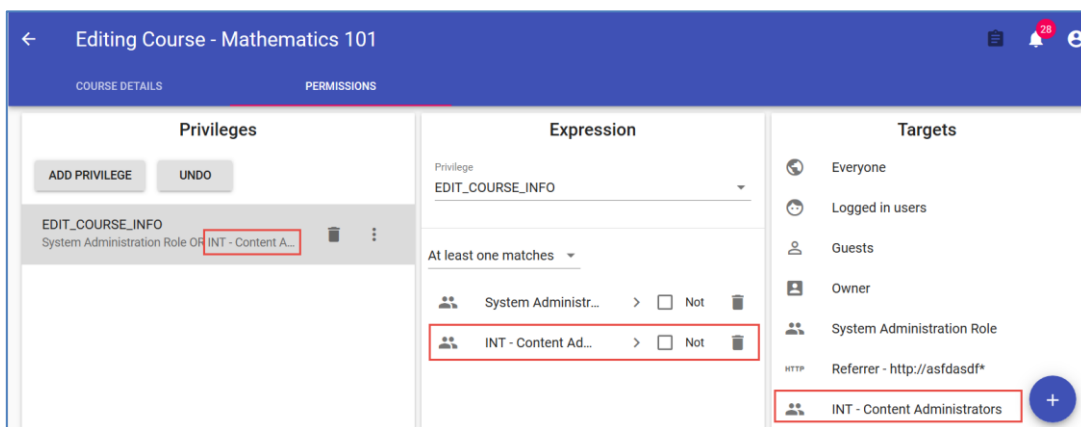 Editing Course - Mathematics 101
28
COURSE DETAILS
PERMISSIONS
Privileges
ADD PRIVILEGE
UNDO
EDIT_COURSE_INFO
System Administration Role OR INT - Content A...
Expression
Privilege
EDIT_COURSE_INFO
At least one matches
System Administr...
Not
INT - Content Ad...
Not
Targets
Everyone
Logged in users
Guests
Owner
System Administration Role
HTTP Referrer - http://asfdasdf*
INT - Content Administrators